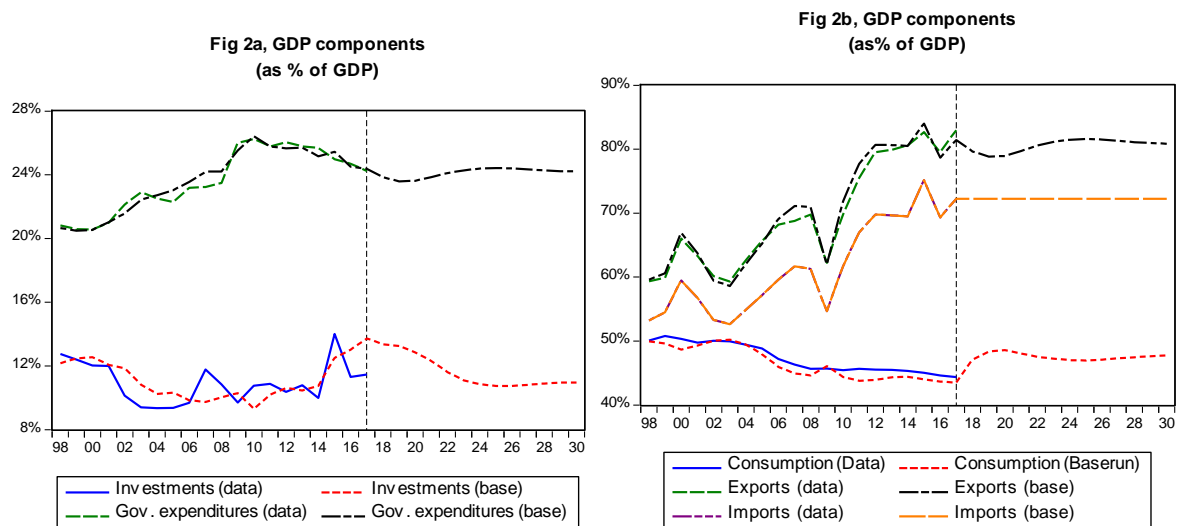 Fig 2a, GDP components
(as % of GDP)
28%
24%
20%
16%
12%
8%
98 00 02 04 06 08 10 12 14 16 18 20 22 24 26 28 30
Investments (data) Investments (base)
Gov. expenditures (data) Gov. expenditures (base)
Fig 2b, GDP components
(as% of GDP)
90%
80%
70%
60%
50%
40%
98 00 02 04 06 08 10 12 14 16 18 20 22 24 26 28 30
Consumption (Data) Consumption (Baserun)
Exports (data) Exports (base)
Imports (data) Imports (base)